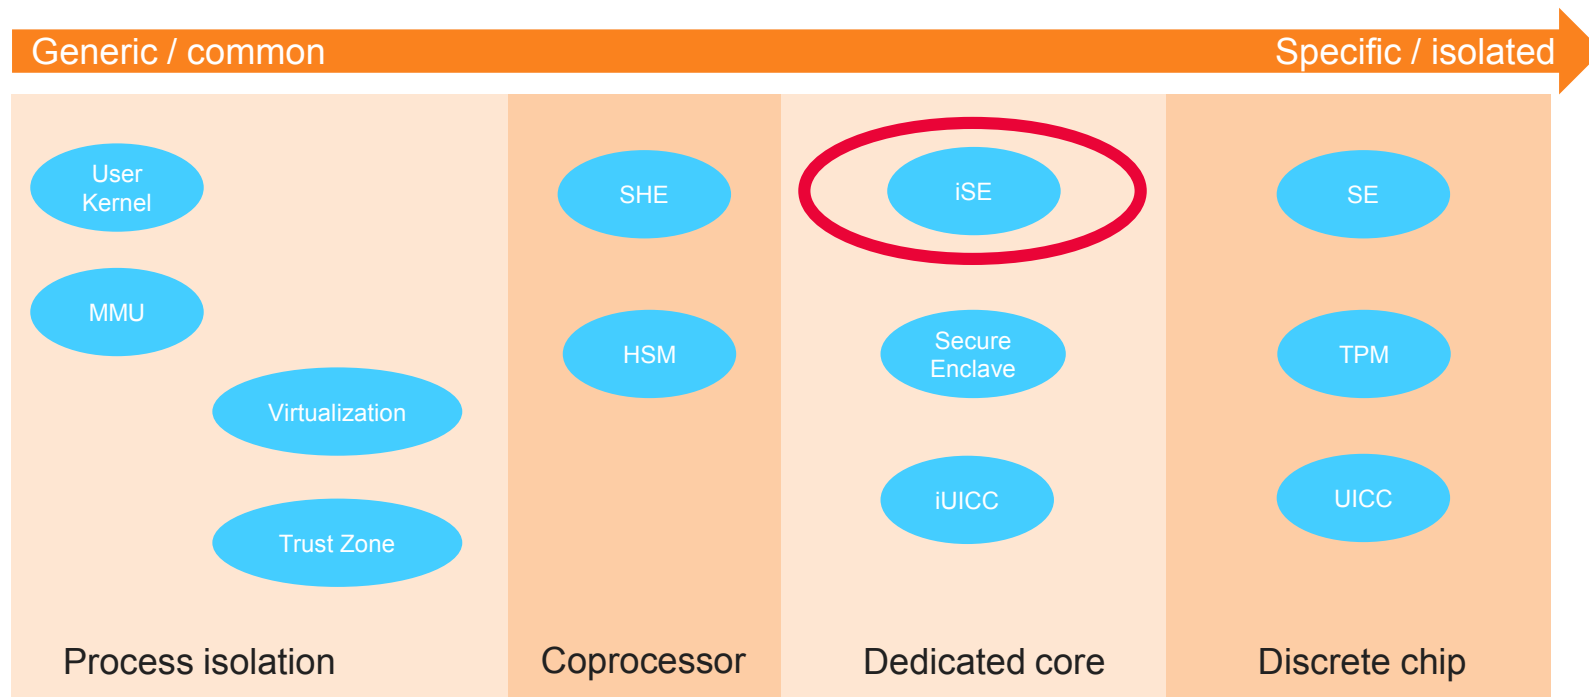 Generic / common
Specific / isolated
User
Kernel
MMU
Virtualization
Trust Zone
Process isolation
SHE
HSM
Coprocessor
iSE
Secure
Enclave
iUICC
Dedicated core
SE
TPM
UICC
Discrete chip